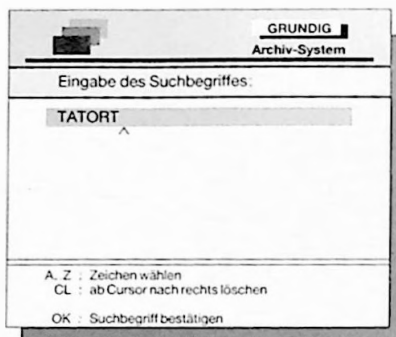 GRUNDIG
Archiv-System
Eingabe des Suchbegriffes:
TATORT
A..Z : Zeichen wählen
CL : ab Cursor nach rechts löschen
OK : Suchbegriff bestätigen